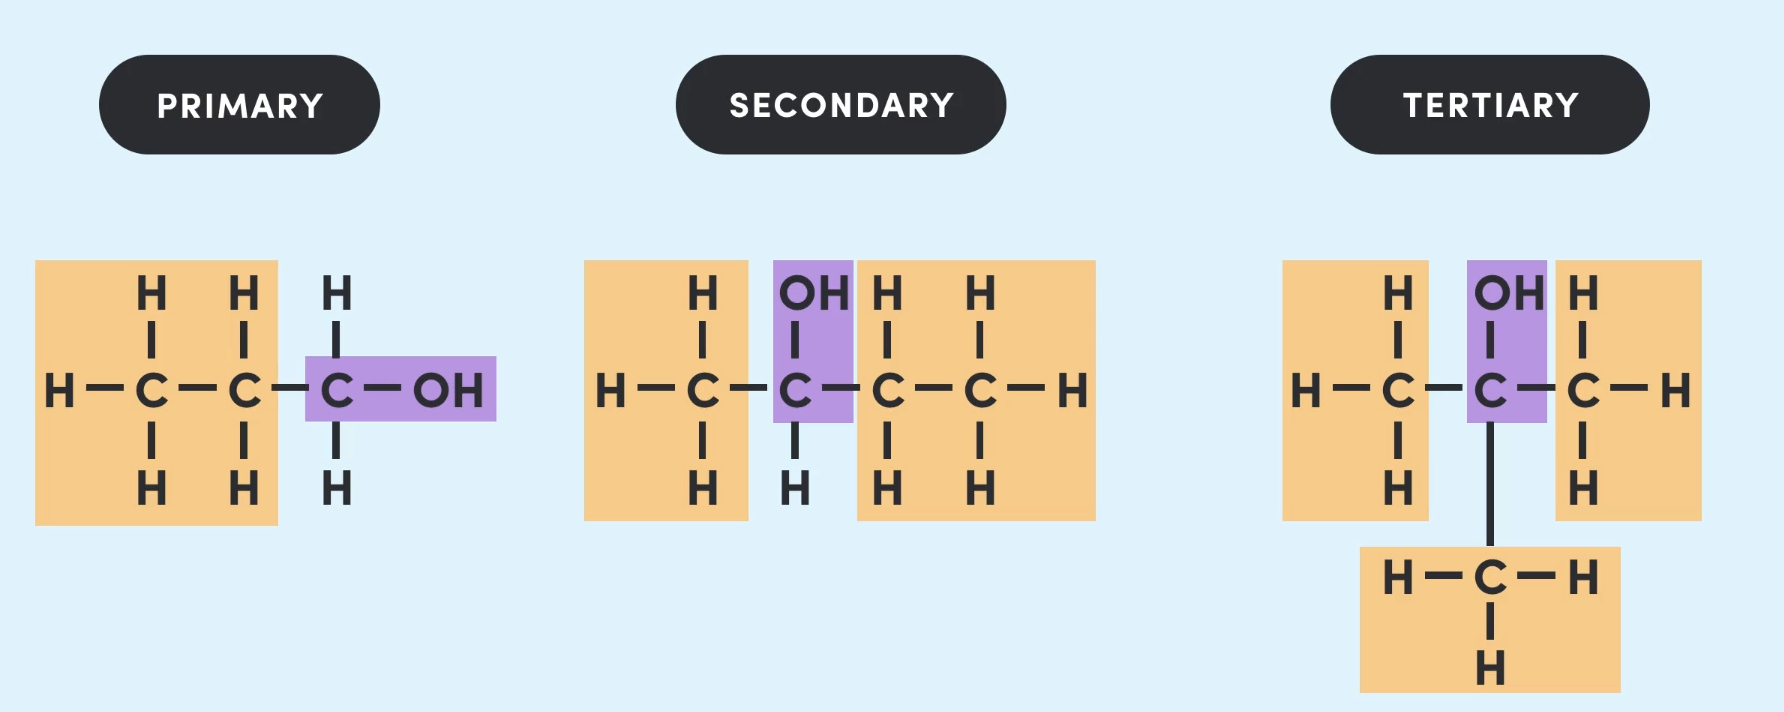 PRIMARY
SECONDARY
TERTIARY
H H H
H C C C OH
H H H
H OH H H
H C C C C H
H H H H
H OH H
H C C C H
H H
H C H
H